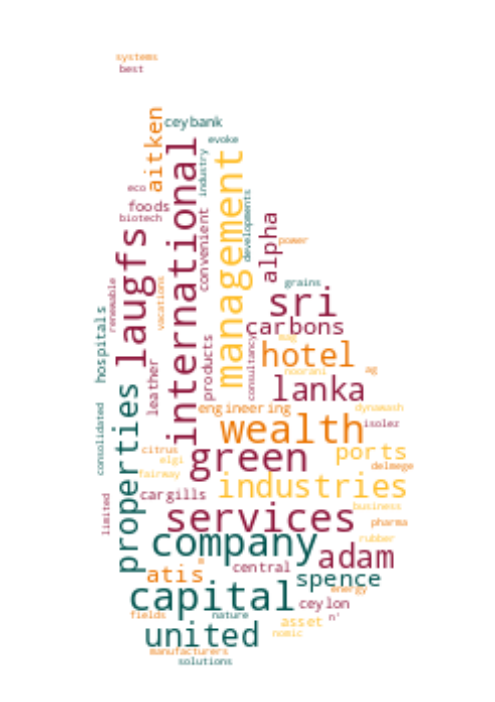 systems
best
aitken
ceybank
evoke
international
management
industry
eco
foods
biotech
laugfs
convenient
developments
alpha
power
renewable
vacations
grains
sri
carbons
hospitals
products
consultancy
mag
hotel
noorani
ag
leather
lanka
properties
consolidated
engineering
dynawash
wealth
isolez
citrus
elgi
green
ports
delmege
fairway
industries
limited
cargills
business
services
pharma
company
rubber
central
adam
atis
spence
energy
capital
ceylon
fields
nature
asset
n'
united
nomic
manufacturers
solutions